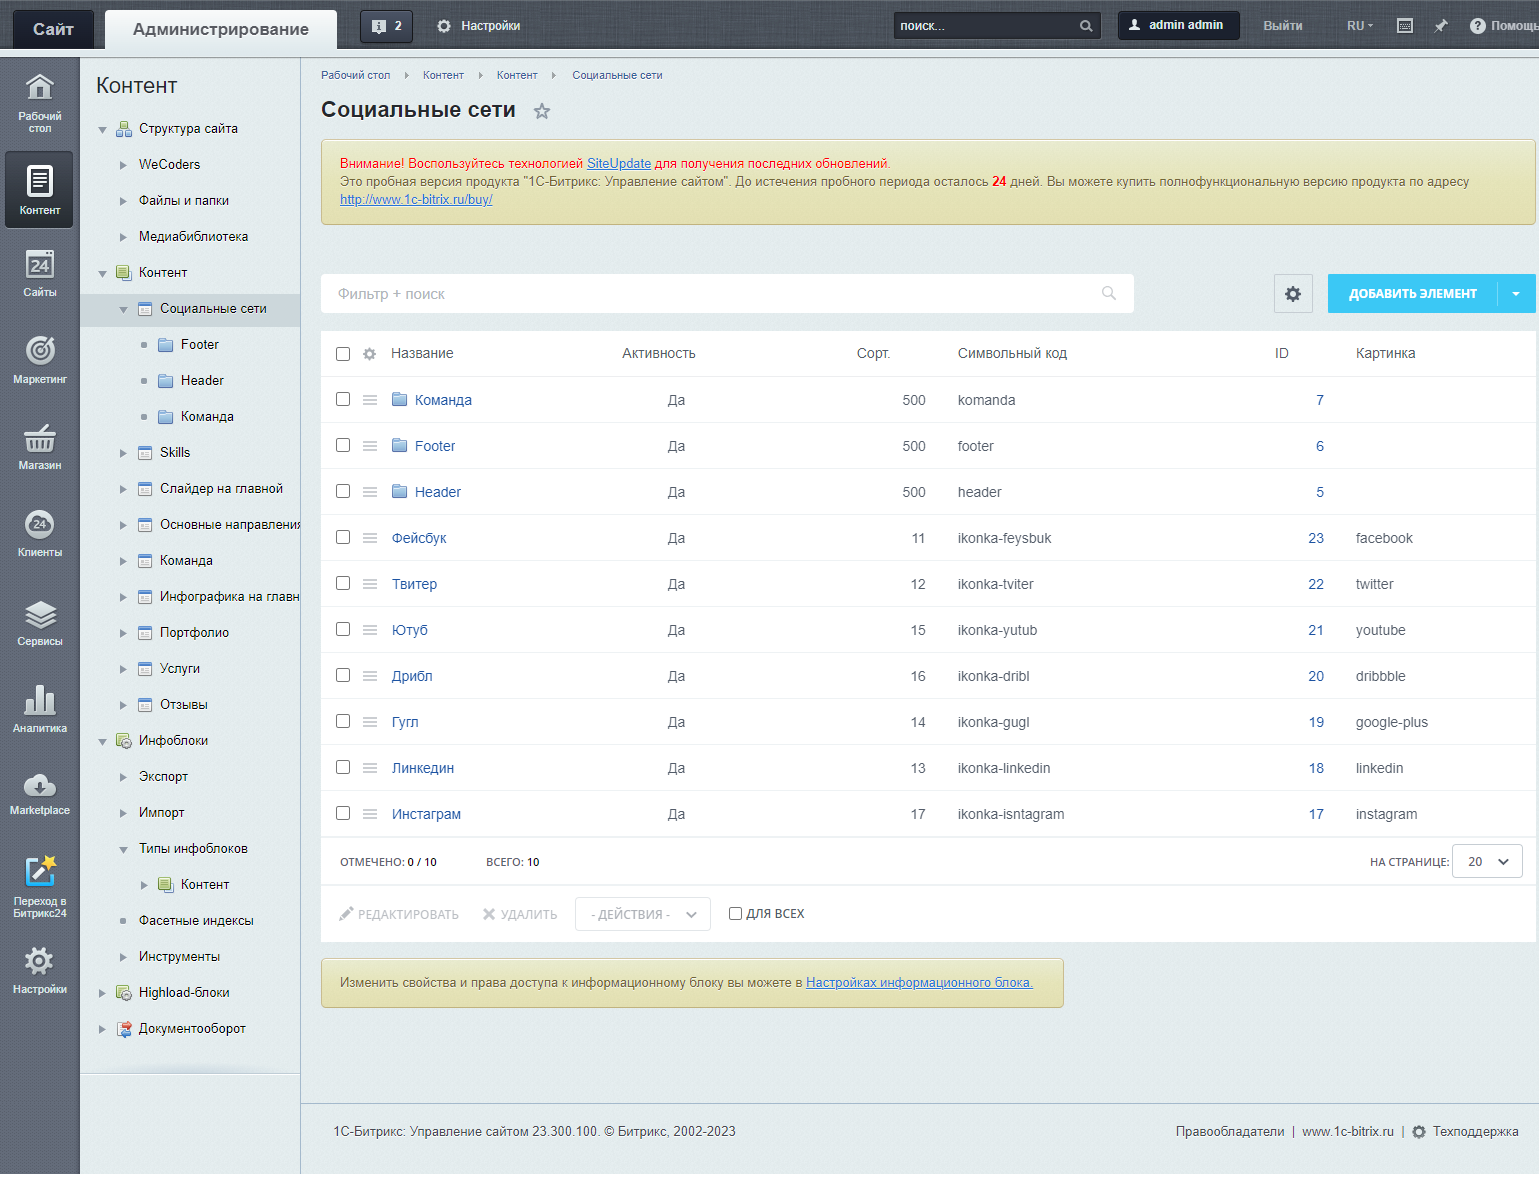 Сайт
Администрирование
2
Настройки
поиск...
admin admin
Выйти
RU
Помощь
Рабочий стол
Контент
24
Сайты
Маркетинг
Магазин
24
Клиенты
Сервисы
Аналитика
Marketplace
Переход в Битрикс24
Настройки
Контент
Структура сайта
WeCoders
Файлы и папки
Медиабиблиотека
Контент
Социальные сети
Footer
Header
Команда
Skills
Слайдер на главной
Основные направления
Команда
Инфографика на главн
Портфолио
Услуги
Отзывы
Инфоблоки
Экспорт
Импорт
Типы инфоблоков
Контент
Фасетные индексы
Инструменты
Highload-блоки
Документооборот
Рабочий стол Контент Контент Социальные сети
Социальные сети
Внимание! Воспользуйтесь технологией SiteUpdate для получения последних обновлений.
Это пробная версия продукта "1С-Битрикс: Управление сайтом". До истечения пробного периода осталось 24 дней. Вы можете купить полнофункциональную версию продукта по адресу
http://www.1c-bitrix.ru/buy/
Фильтр + поиск
ДОБАВИТЬ ЭЛЕМЕНТ
Название Активность Сорт. Символьный код ID Картинка
Команда Да 500 komanda 7
Footer Да 500 footer 6
Header Да 500 header 5
Фейсбук Да 11 ikonka-feysbuk 23 facebook
Твитер Да 12 ikonka-tviter 22 twitter
Ютуб Да 15 ikonka-yutub 21 youtube
Дрибл Да 16 ikonka-dribl 20 dribbble
Гугл Да 14 ikonka-gugl 19 google-plus
Линкедин Да 13 ikonka-linkedin 18 linkedin
Инстаграм Да 17 ikonka-isntagram 17 instagram
ОТМЕЧЕНО: 0 / 10 ВСЕГО: 10 НА СТРАНИЦЕ: 20
РЕДАКТИРОВАТЬ УДАЛИТЬ - ДЕЙСТВИЯ - ДЛЯ ВСЕХ
Изменить свойства и права доступа к информационному блоку вы можете в Настройках информационного блока.
1С-Битрикс: Управление сайтом 23.300.100. © Битрикс, 2002-2023
Правообладатели | www.1c-bitrix.ru | Техподдержка